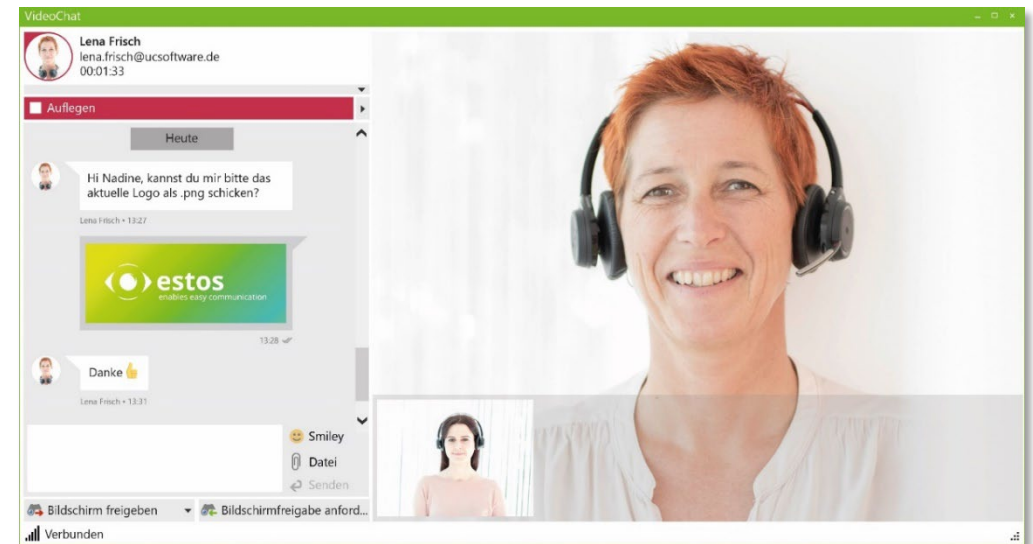 VideoChat
Lena Frisch
lena.frisch@ucsoftware.de
00:01:33
Auflegen
Heute
Hi Nadine, kannst du mir bitte das
aktuelle Logo als .png schicken?
Lena Frisch • 13:27
estos
enables easy communication
13:28
Danke 👍
Lena Frisch • 13:31
Smiley
Datei
Senden
Bildschirm freigeben
Bildschirmfreigabe anford...
Verbunden